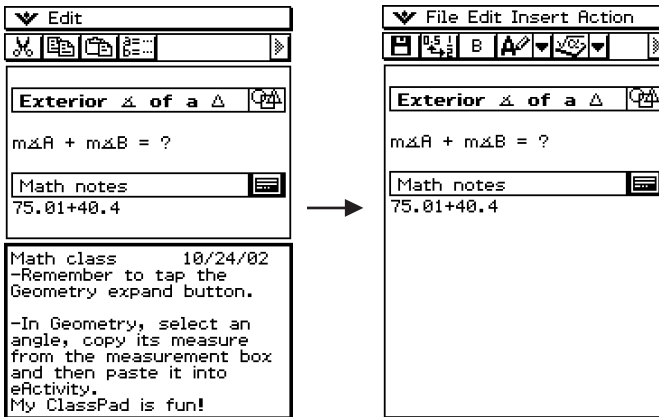 Edit
Exterior ∡ of a △
m∡A + m∡B = ?
Math notes
75.01+40.4
Math class 10/24/02
-Remember to tap the
Geometry expand button.
-In Geometry, select an
angle, copy its measure
from the measurement box
and then paste it into
eActivity.
My ClassPad is fun!
File Edit Insert Action
B
Exterior ∡ of a △
m∡A + m∡B = ?
Math notes
75.01+40.4